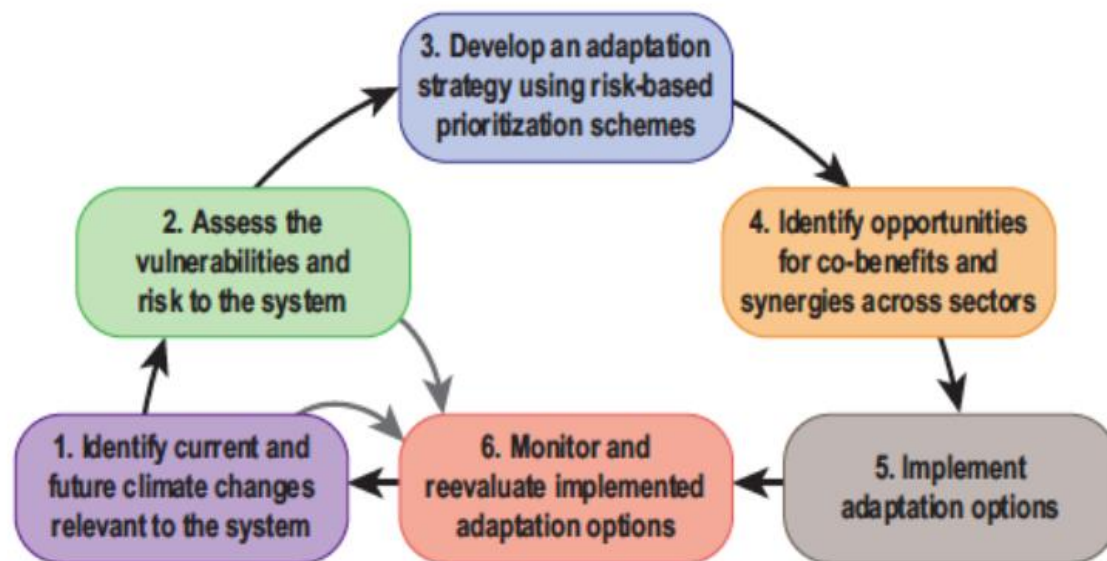 3. Develop an adaptation
strategy using risk-based
prioritization schemes
2. Assess the
vulnerabilities and
risk to the system
4. Identify opportunities
for co-benefits and
synergies across sectors
1. Identify current and
future climate changes
relevant to the system
6. Monitor and
reevaluate implemented
adaptation options
5. Implement
adaptation options